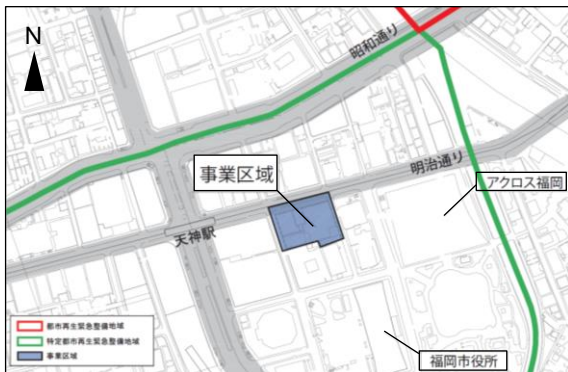 N
昭和通り
明治通り
事業区域
アクロス福岡
天神駅
都市再生緊急整備地域
特定都市再生緊急整備地域
事業区域
福岡市役所